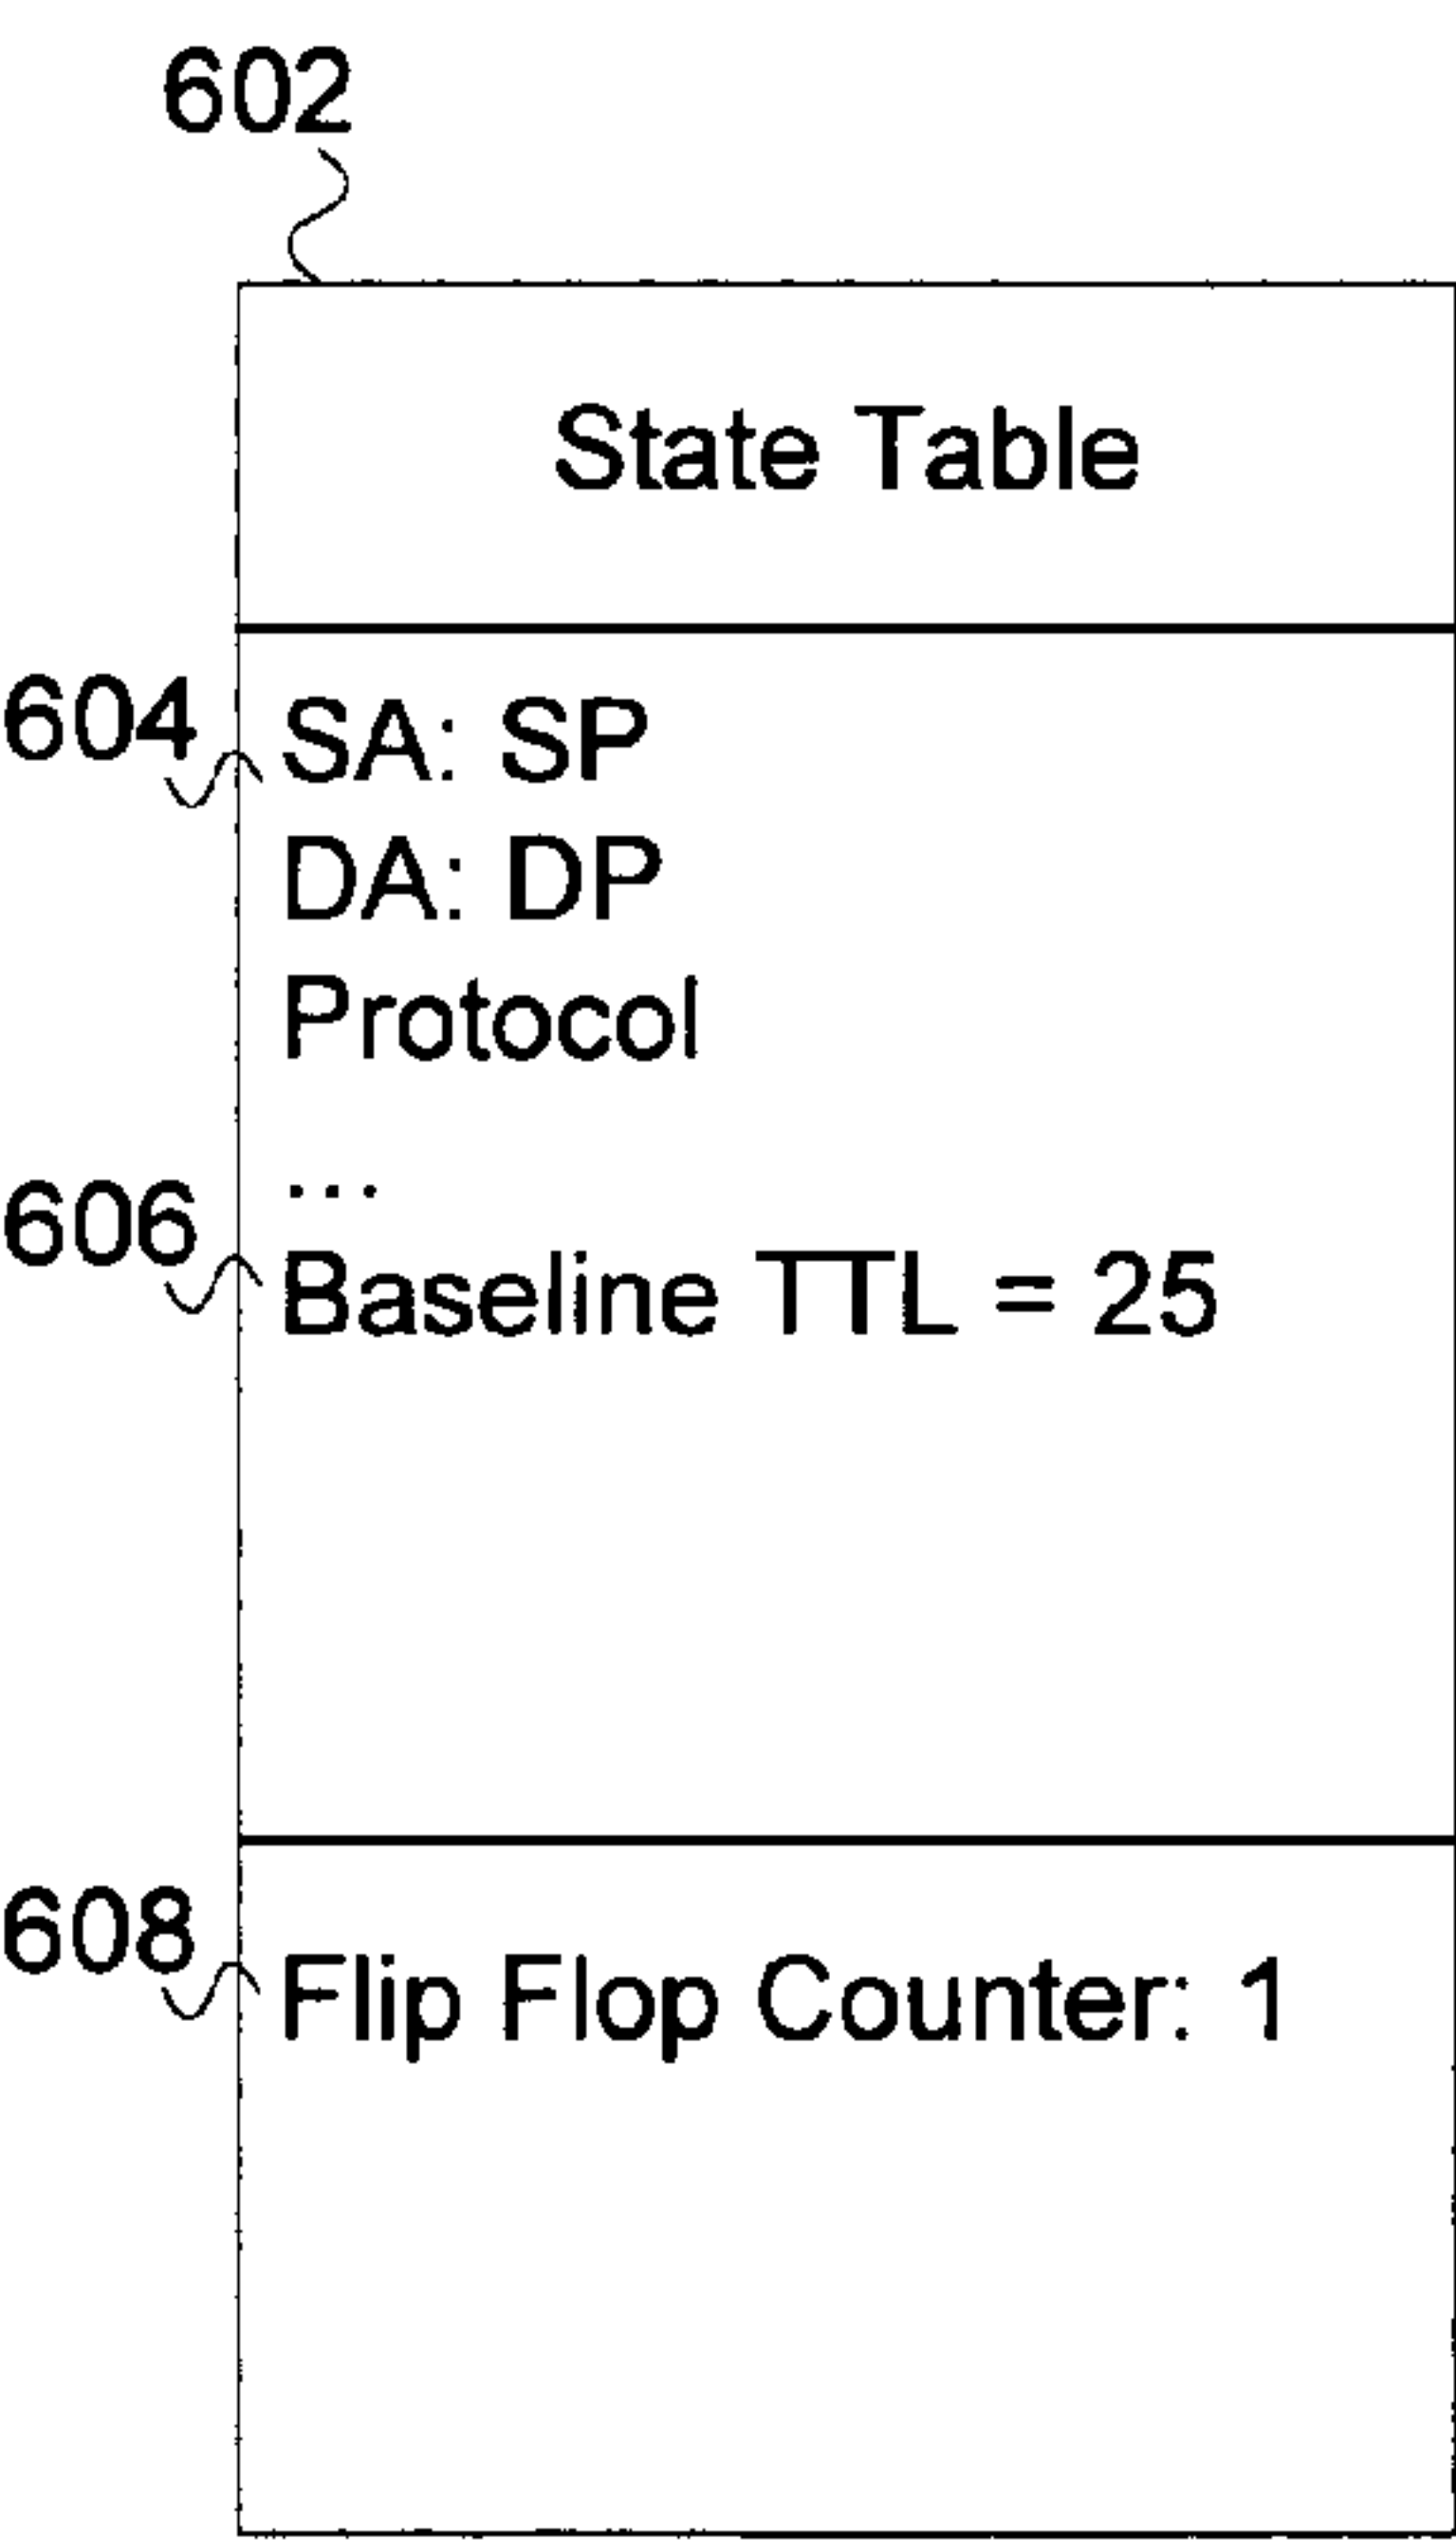 602
State Table
604 SA: SP
DA: DP
Protocol
...
606 Baseline TTL = 25
608 Flip Flop Counter: 1